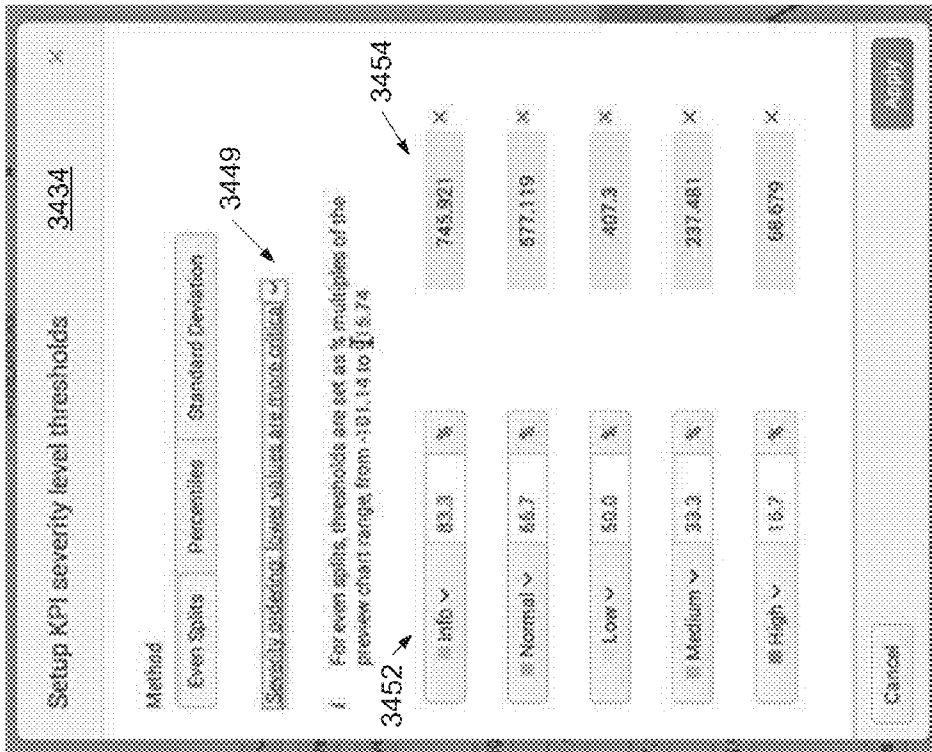 Setup KPI severity level thresholds 3434 ×
Method
Even Splits Percentiles Standard Deviation
Severity ordering: lower values are more critical 3449
i For even splits, thresholds are set as % multiples of the
preview chart range, from -101.14 to
3452 3454
Info 83.3 % 745.921 ×
Normal 66.7 % 577.119 ×
Low 50.0 % 407.3 ×
Medium 33.3 % 237.481 ×
High 16.7 % 68.679 ×
Cancel